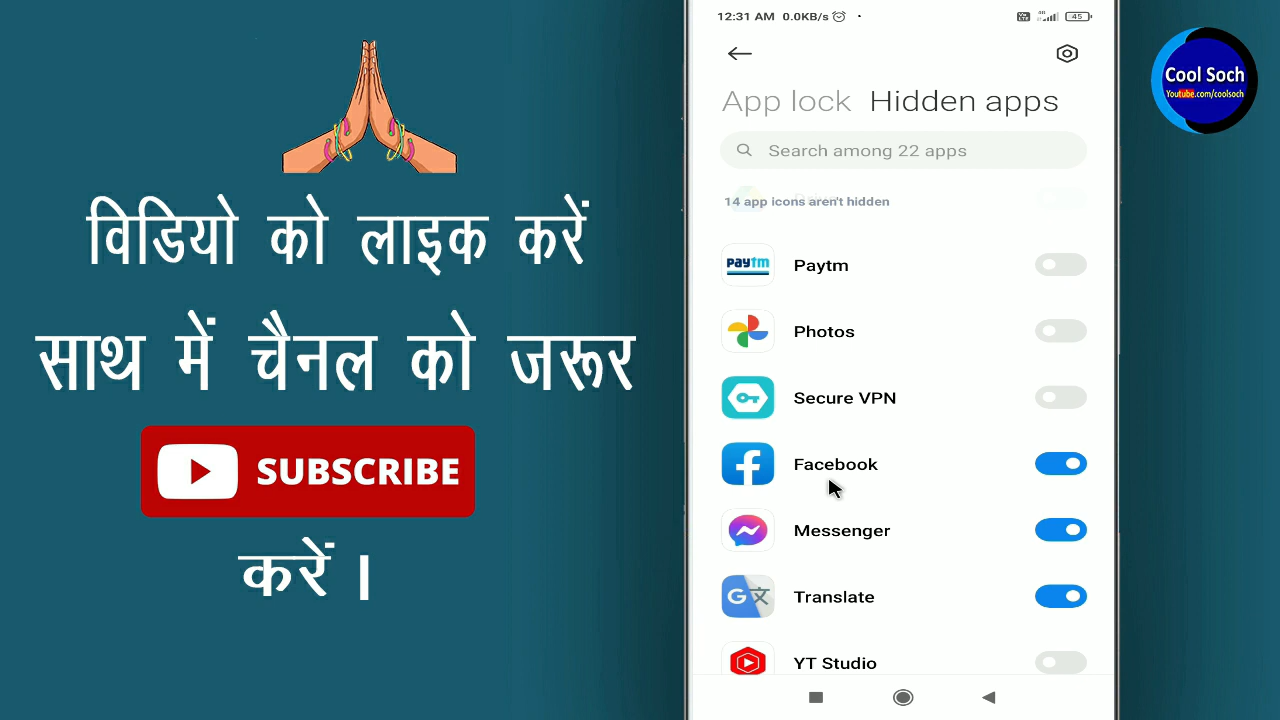 विडियो को लाइक करें
साथ में चैनल को जरूर
SUBSCRIBE
करें ।
12:31 AM 0.0KB/s
45
App lock Hidden apps
Search among 22 apps
14 app icons aren't hidden
paytm
Paytm
Photos
Secure VPN
Facebook
Messenger
G文
Translate
YT Studio
Cool Soch
Youtube.com/coolsoch